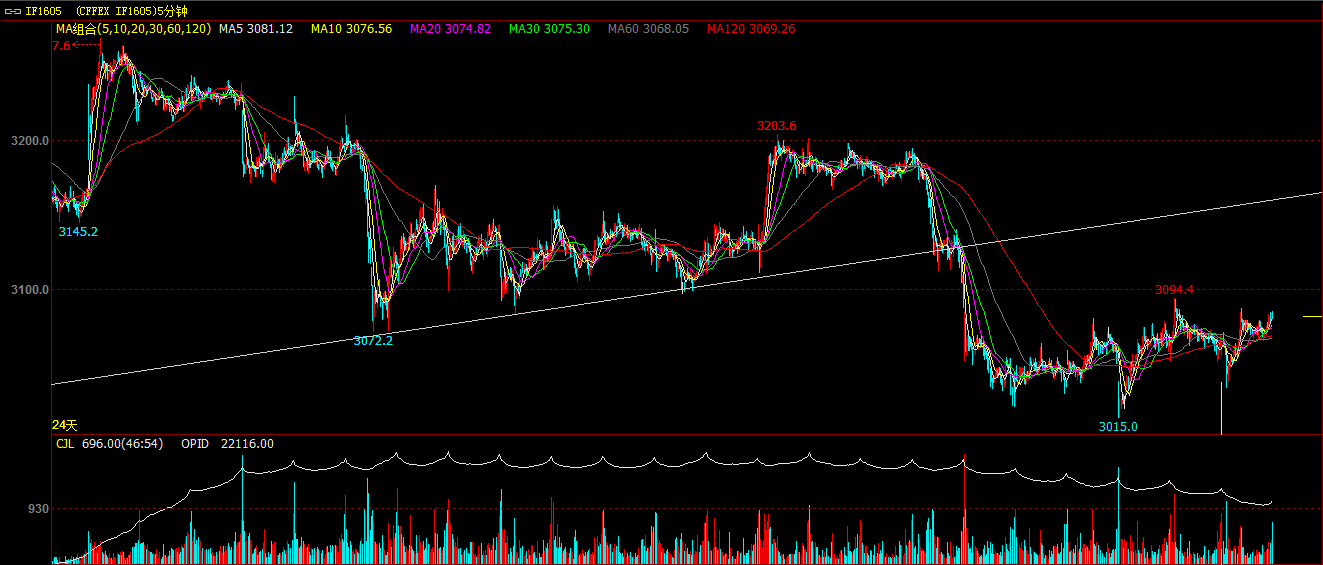 IF1605 (CFFEX IF1605)5分钟
MA组合(5,10,20,30,60,120) MA5 3081.12 MA10 3076.56 MA20 3074.82 MA30 3075.30 MA60 3068.05 MA120 3069.26
7.6
3203.6
3200.0
3145.2
3100.0
3094.4
3072.2
3015.0
24天
CJL 696.00(46:54) OPID 22116.00
930